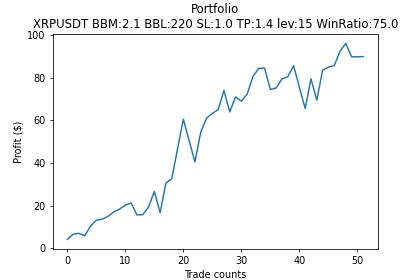 Portfolio
XRPUSDT BBM:2.1 BBL:220 SL:1.0 TP:1.4 lev:15 WinRatio:75.0
100
80
60
40
20
0
Profit ($)
0 10 20 30 40 50
Trade counts